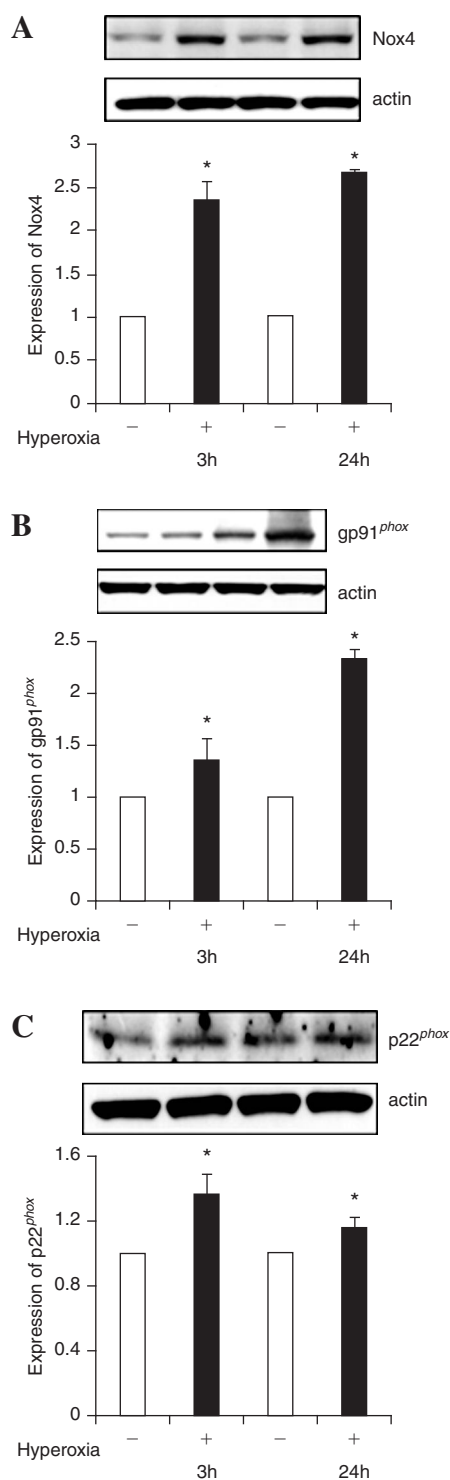 A
Nox4
actin
Expression of Nox4
3
2.5
2
1.5
1
0.5
0
* *
Hyperoxia − + − +
3h 24h
B
gp91phox
actin
Expression of gp91phox
2.5
2
1.5
1
0.5
0
* *
Hyperoxia − + − +
3h 24h
C
p22phox
actin
Expression of p22phox
1.6
1.2
0.8
0.4
0
* *
Hyperoxia − + − +
3h 24h